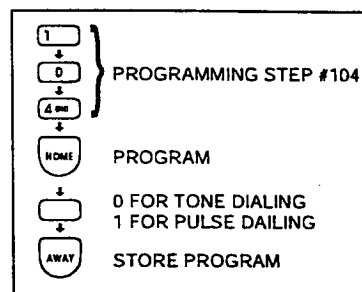 1
0 PROGRAMMING STEP #104
4 GHI
HOME PROGRAM
0 FOR TONE DIALING
1 FOR PULSE DAILING
AWAY STORE PROGRAM